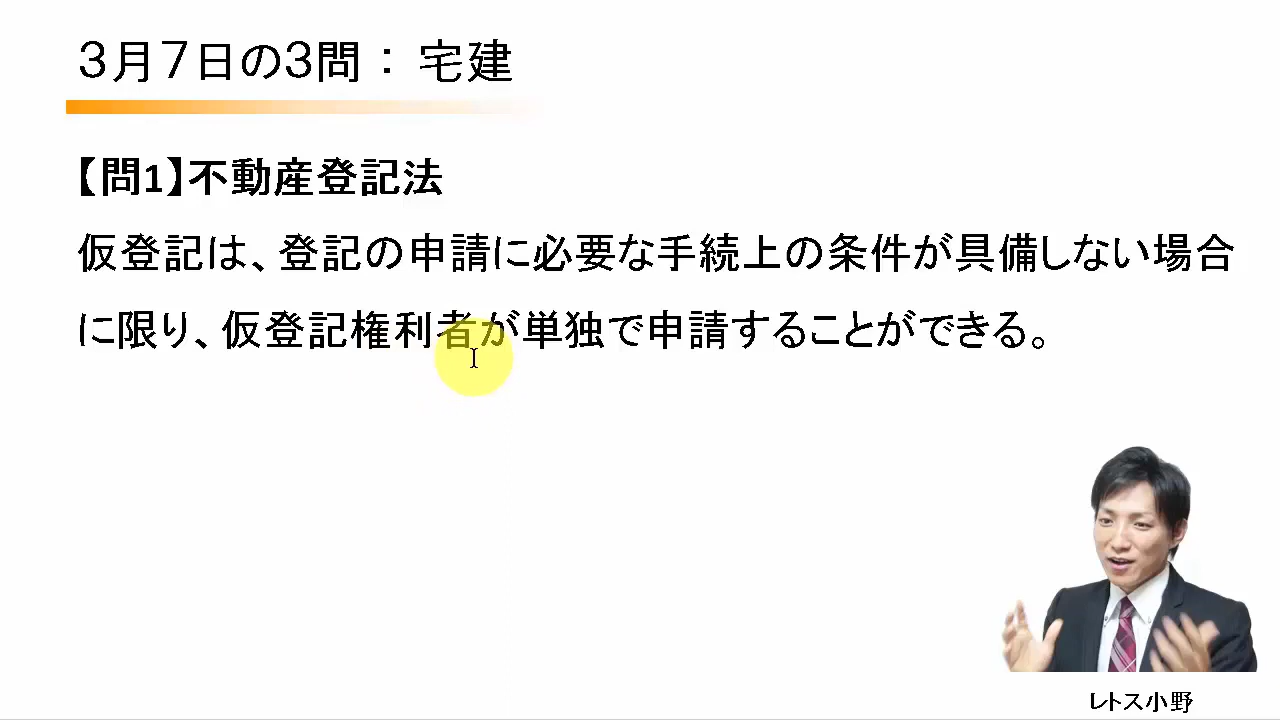 3月7日の3問：宅建
【問1】不動産登記法
仮登記は、登記の申請に必要な手続上の条件が具備しない場合
に限り、仮登記権利者が単独で申請することができる。
レトス小野